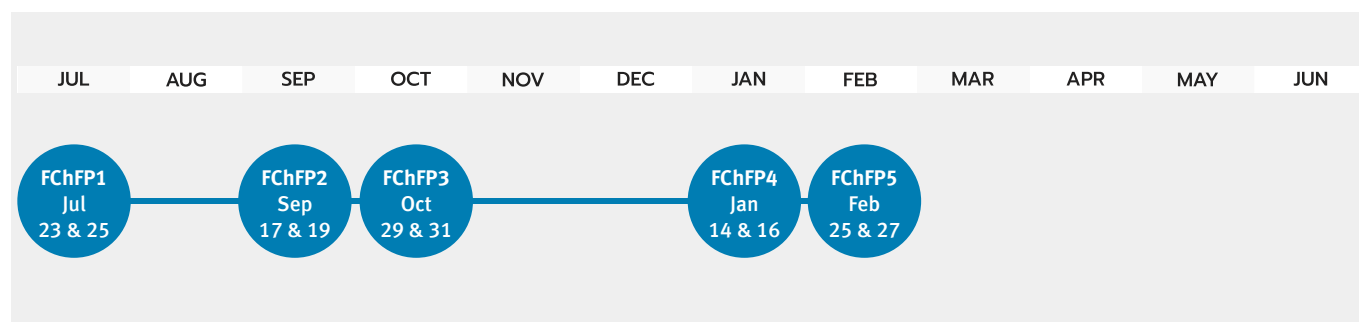 JUL AUG SEP OCT NOV DEC JAN FEB MAR APR MAY JUN
FChFP1
Jul
23 & 25
FChFP2
Sep
17 & 19
FChFP3
Oct
29 & 31
FChFP4
Jan
14 & 16
FChFP5
Feb
25 & 27